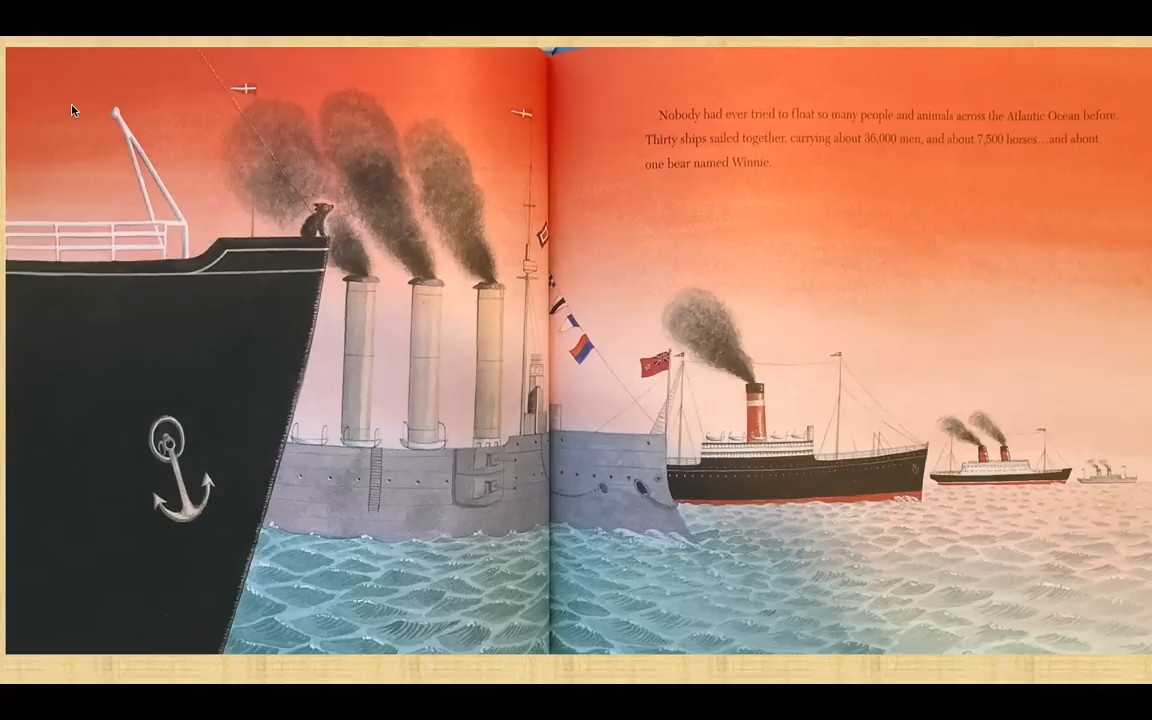 Nobody had ever tried to float so many people and animals across the Atlantic Ocean before.
Thirty ships sailed together, carrying about 36,000 men, and about 7,500 horses…and about
one bear named Winnie.